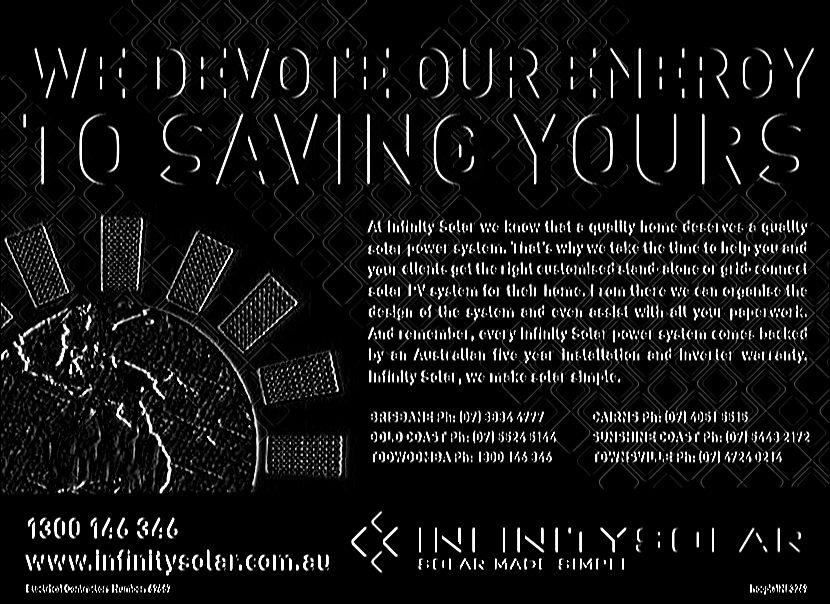 WE DEVOTE OUR ENERGY
TO SAVING YOURS
At Infinity Solar we know that a quality home deserves a quality
solar power system. That's why we take the time to help you and
your clients get the right customised stand-alone or grid-connect
solar PV system for their home. From there we can organise the
design of the system and even assist with all your paperwork.
And remember, every Infinity Solar power system comes backed
by an Australian five year installation and inverter warranty.
Infinity Solar, we make solar simple.
BRISBANE Ph: (07) 3034 4777 CAIRNS Ph: (07) 4051 5515
GOLD COAST Ph: (07) 5524 5144 SUNSHINE COAST Ph: (07) 5443 2172
TOOWOOMBA Ph: 1300 146 346 TOWNSVILLE Ph: (07) 4724 0214
1300 146 346
INFINITY SOLAR
www.infinitysolar.com.au
SOLAR MADE SIMPLE
Electrical Contractors Number: